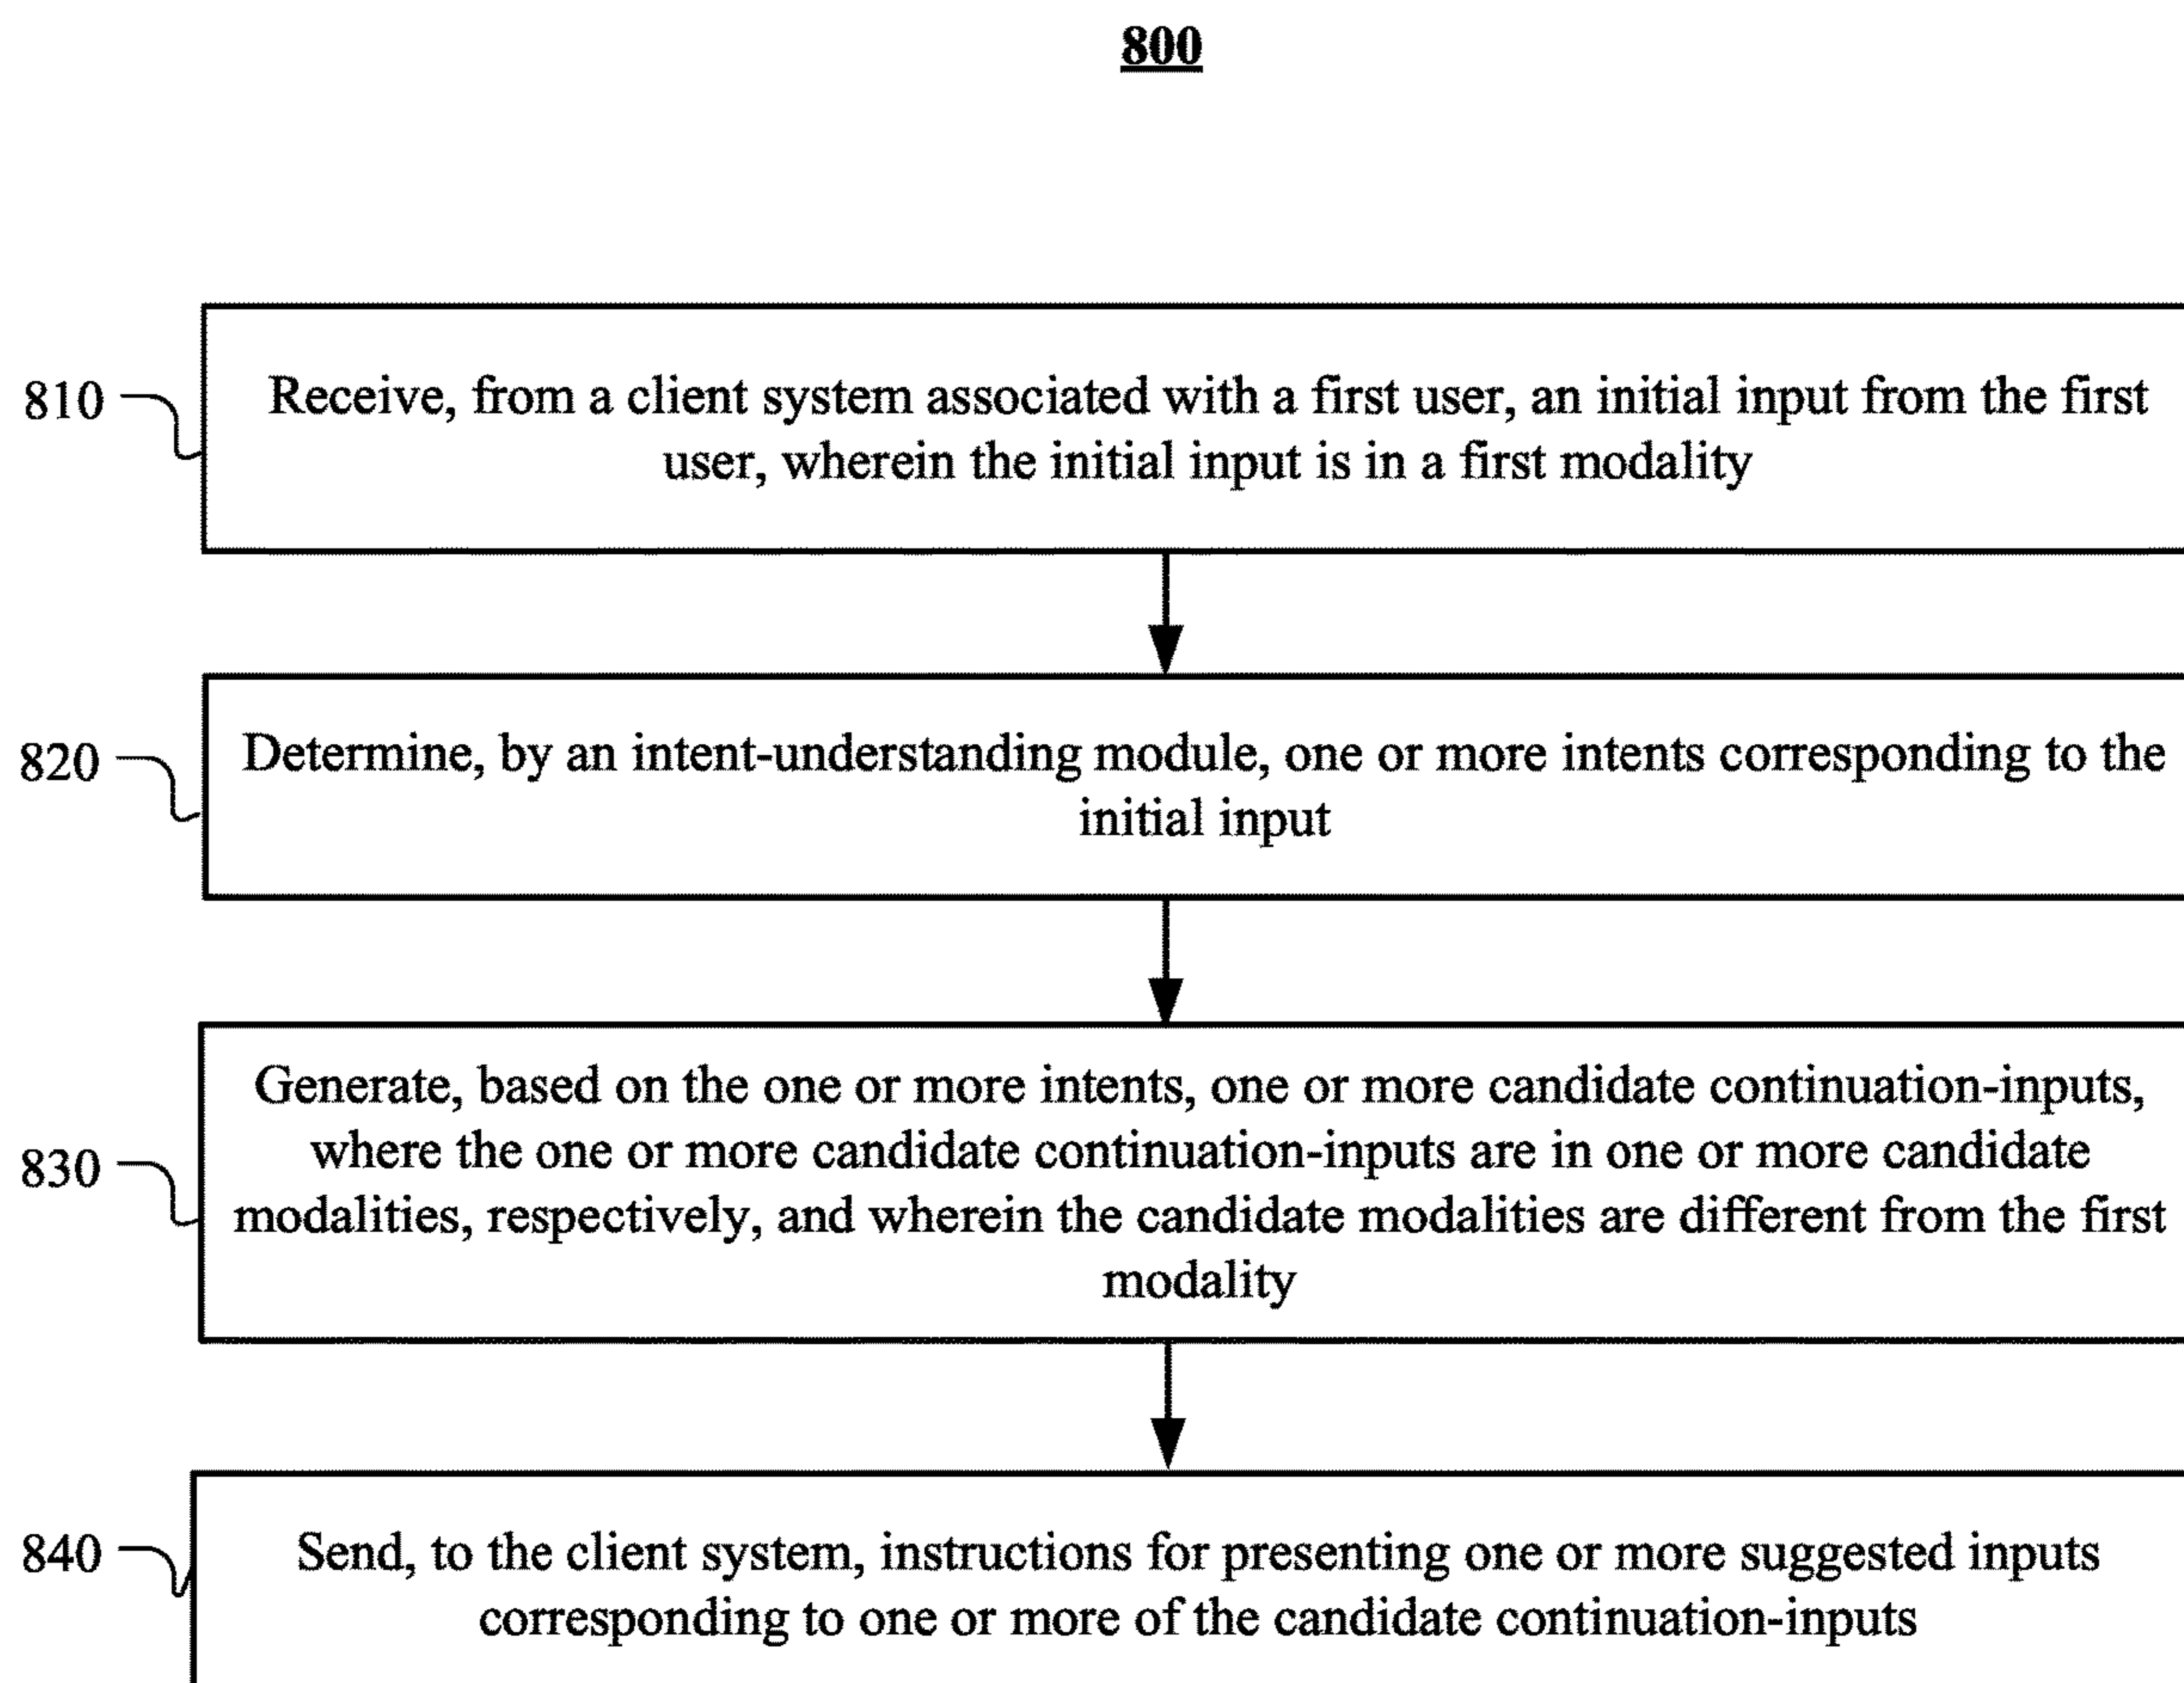 800
810
Receive, from a client system associated with a first user, an initial input from the first
user, wherein the initial input is in a first modality
820
Determine, by an intent-understanding module, one or more intents corresponding to the
initial input
830
Generate, based on the one or more intents, one or more candidate continuation-inputs,
where the one or more candidate continuation-inputs are in one or more candidate
modalities, respectively, and wherein the candidate modalities are different from the first
modality
840
Send, to the client system, instructions for presenting one or more suggested inputs
corresponding to one or more of the candidate continuation-inputs